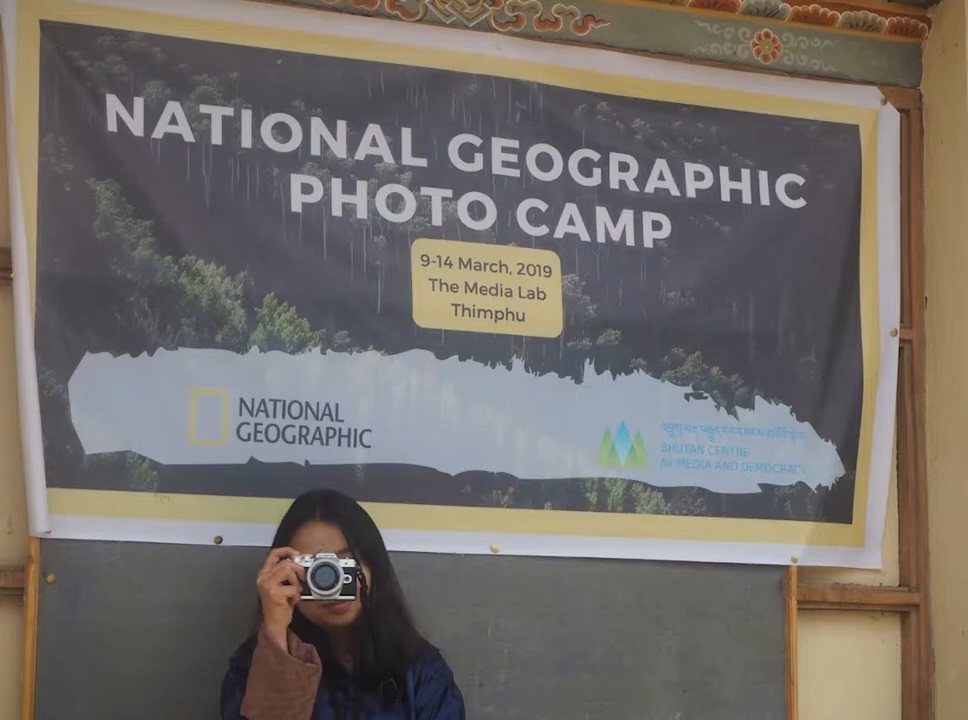 NATIONAL GEOGRAPHIC
PHOTO CAMP
9-14 March, 2019
The Media Lab
Thimphu
NATIONAL
GEOGRAPHIC
BHUTAN CENTRE
for MEDIA AND DEMOCRACY